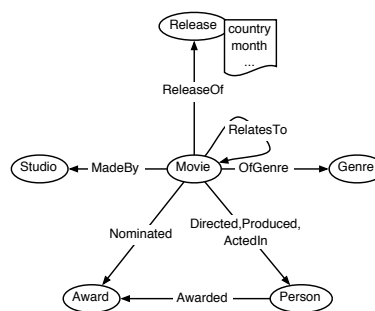 Release
country
month
...
ReleaseOf
RelatesTo
Studio
MadeBy
Movie
OfGenre
Genre
Nominated
Directed,Produced,
ActedIn
Award
Awarded
Person